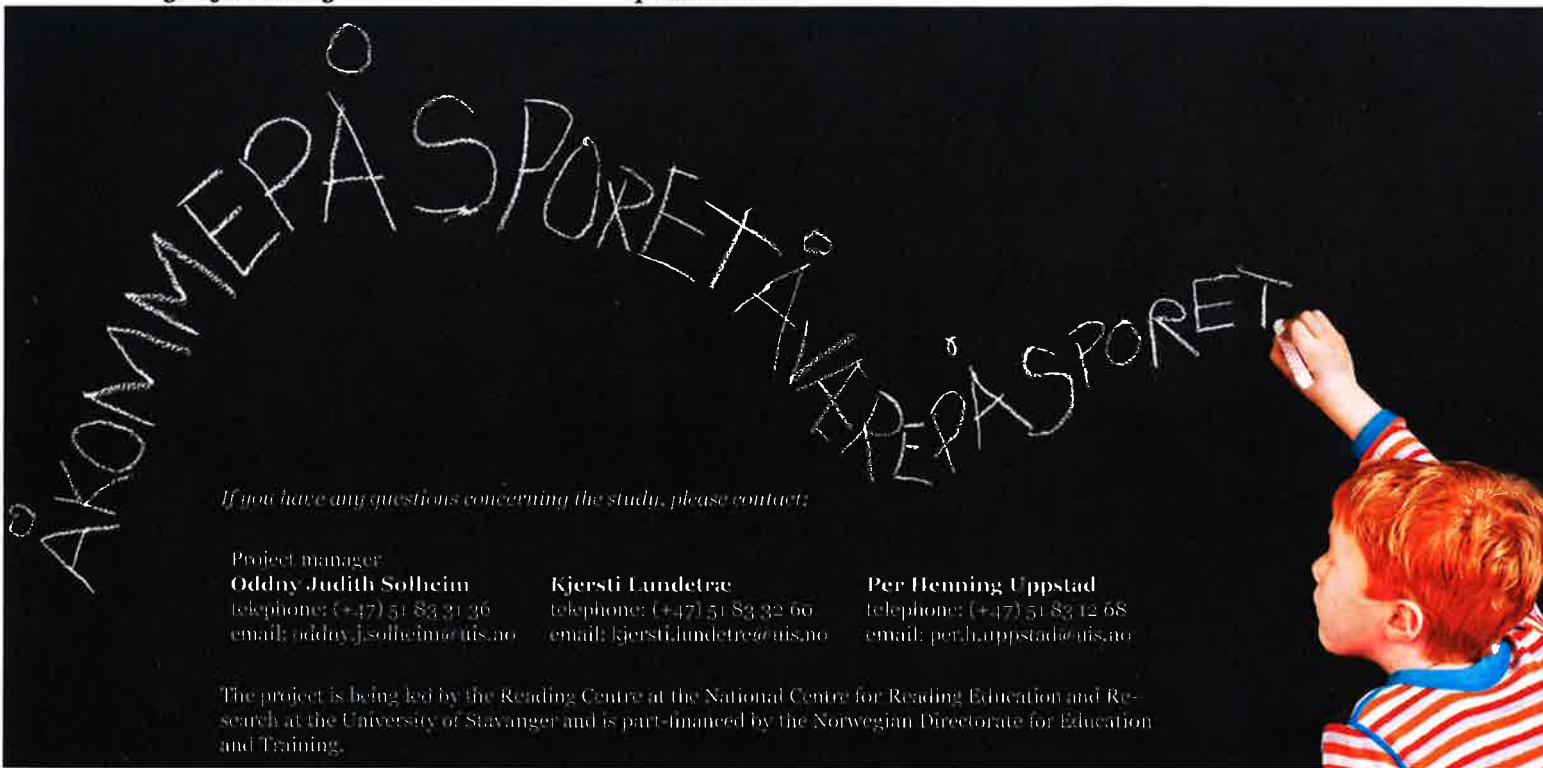 ÅKOMMEPÅSPORETÅVÆREPÅSPORET
If you have any questions concerning the study, please contact:
Project manager
Oddny Judith Solheim Kjersti Lundetræ Per Henning Uppstad
telephone: (+47) 51 83 31 36 telephone: (+47) 51 83 32 60 telephone: (+47) 51 83 12 68
email: oddny.j.solheim@uis.no email: kjersti.lundetre@uis.no email: per.h.uppstad@uis.no
The project is being led by the Reading Centre at the National Centre for Reading Education and Re-
search at the University of Stavanger and is part-financed by the Norwegian Directorate for Education
and Training.